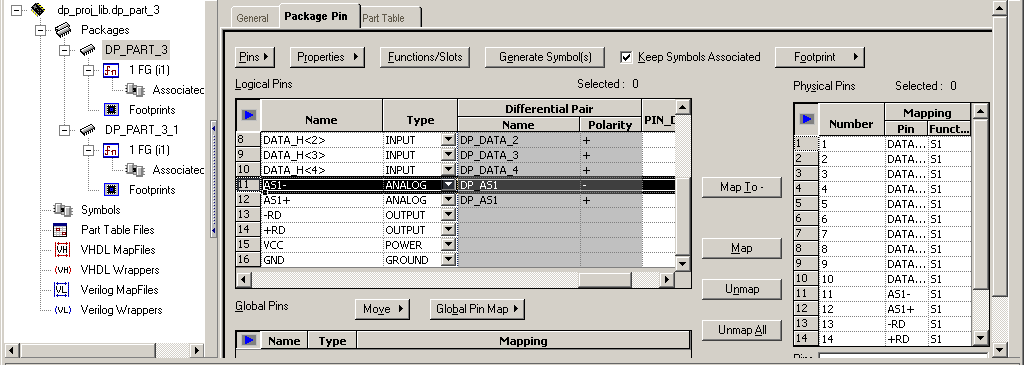 dp_proj_lib.dp_part_3
Packages
DP_PART_3
1 FG (i1)
Associated
Footprints
DP_PART_3_1
1 FG (i1)
Associated
Footprints
Symbols
Part Table Files
VHDL MapFiles
VHDL Wrappers
Verilog MapFiles
Verilog Wrappers
General Package Pin Part Table
Pins Properties Functions/Slots Generate Symbol(s) Keep Symbols Associated Footprint
Logical Pins Selected : 0
Differential Pair
Name Type Name Polarity PIN_D
8 DATA_H<2> INPUT DP_DATA_2 +
9 DATA_H<3> INPUT DP_DATA_3 +
10 DATA_H<4> INPUT DP_DATA_4 +
11 AS1- ANALOG DP_AS1 -
12 AS1+ ANALOG DP_AS1 +
13 -RD OUTPUT
14 +RD OUTPUT
15 VCC POWER
16 GND GROUND
Map To -
Map
Unmap
Unmap All
Global Pins Move Global Pin Map
Name Type Mapping
Physical Pins Selected : 0
Mapping
Number Pin Funct...
1 1 DATA... S1
2 2 DATA... S1
3 3 DATA... S1
4 4 DATA... S1
5 5 DATA... S1
6 6 DATA... S1
7 7 DATA... S1
8 8 DATA... S1
9 9 DATA... S1
10 10 DATA... S1
11 11 AS1- S1
12 12 AS1+ S1
13 13 -RD S1
14 14 +RD S1